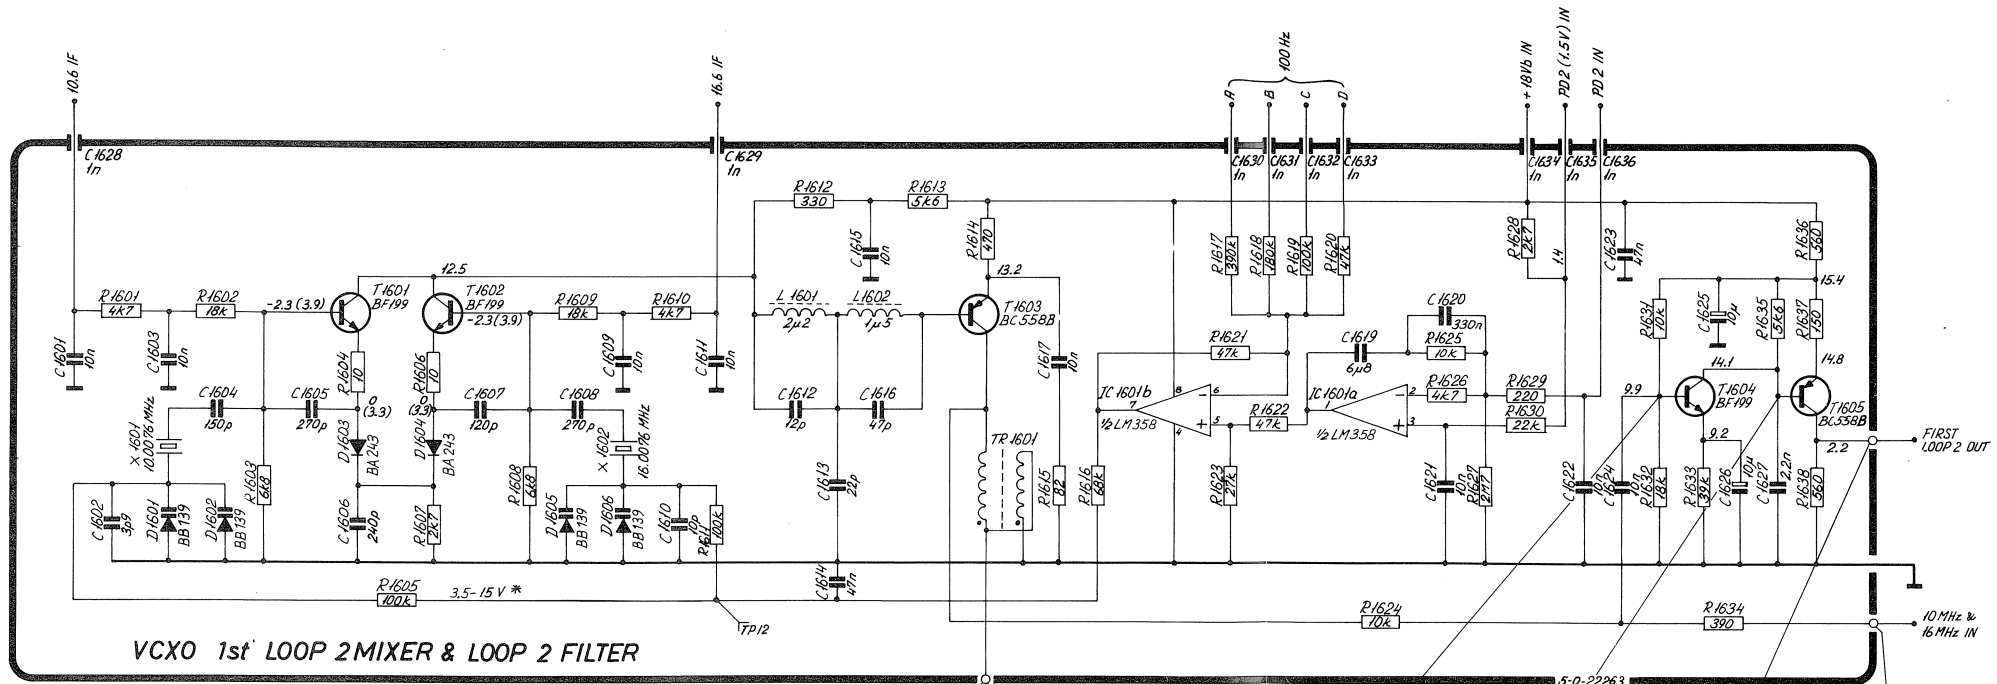 10.6 IF
16.6 IF
100Hz
A
B
C
D
+18Vb IN
PD2 (1.5V) IN
PD2 IN
C1628
1n
C1629
1n
C1630
1n
C1631
1n
C1632
1n
C1633
1n
C1634
1n
C1635
1n
C1636
1n
R1612
330
R1613
5k6
C1615
10n
R1614
470
R1617
390k
R1618
180k
R1619
100k
R1620
47k
R1628
2k7
1.4
C1623
47n
R1636
560
12.5
13.2
15.4
R1601
4k7
R1602
18k
-2.3 (3.9)
T1601
BF199
T1602
BF199
-2.3 (3.9)
R1609
18k
R1610
4k7
L1601
2µ2
L1602
1µ5
T1603
BC558B
C1620
330n
R1631
10k
C1625
10µ
R1635
5k6
R1637
150
C1601
10n
C1603
10n
R1604
10
R1606
10
C1609
10n
C1611
10n
C1617
10n
R1621
47k
C1619
6µ8
R1625
10k
14.1
14.8
C1604
150p
C1605
270p
0
(3.3)
0
(3.3)
C1607
120p
C1608
270p
C1612
12p
C1616
47p
IC1601b
7
8
6
5
4
½ LM358
R1622
47k
IC1601a
1
2
3
½ LM358
R1626
4k7
R1629
220
R1630
22k
9.9
T1604
BF199
T1605
BC558B
X1601
10.0076 MHz
D1603
BA243
D1604
BA243
X1602
16.0076 MHz
TR1601
9.2
2.2
FIRST
LOOP 2 OUT
C1602
3p9
D1601
BB139
D1602
BB139
R1603
6k8
C1606
240p
R1607
2k7
R1608
6k8
D1605
BB139
D1606
BB139
C1610
10p
R1611
100k
C1613
22p
R1615
82
R1616
68k
R1623
27k
C1621
10n
R1627
2M7
C1622
10n
C1624
10n
R1632
18k
R1633
39k
C1626
10µ
C1627
2.2n
R1638
560
R1605
100k
3.5-15 V *
C1614
47n
TP12
R1624
10k
R1634
390
10MHz &
16MHz IN
VCXO 1st LOOP 2 MIXER & LOOP 2 FILTER
5-0-22263